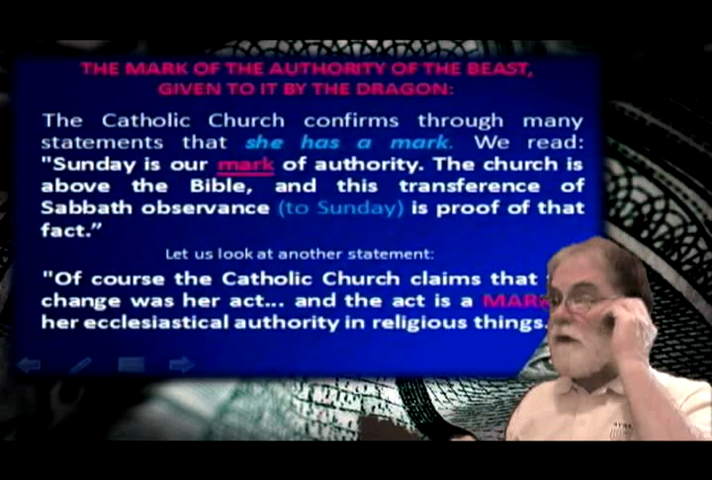 THE MARK OF THE AUTHORITY OF THE BEAST,
GIVEN TO IT BY THE DRAGON:
The Catholic Church confirms through many
statements that she has a mark. We read:
"Sunday is our mark of authority. The church is
above the Bible, and this transference of
Sabbath observance (to Sunday) is proof of that
fact.”
Let us look at another statement:
"Of course the Catholic Church claims that
change was her act... and the act is a MARK
her ecclesiastical authority in religious things.